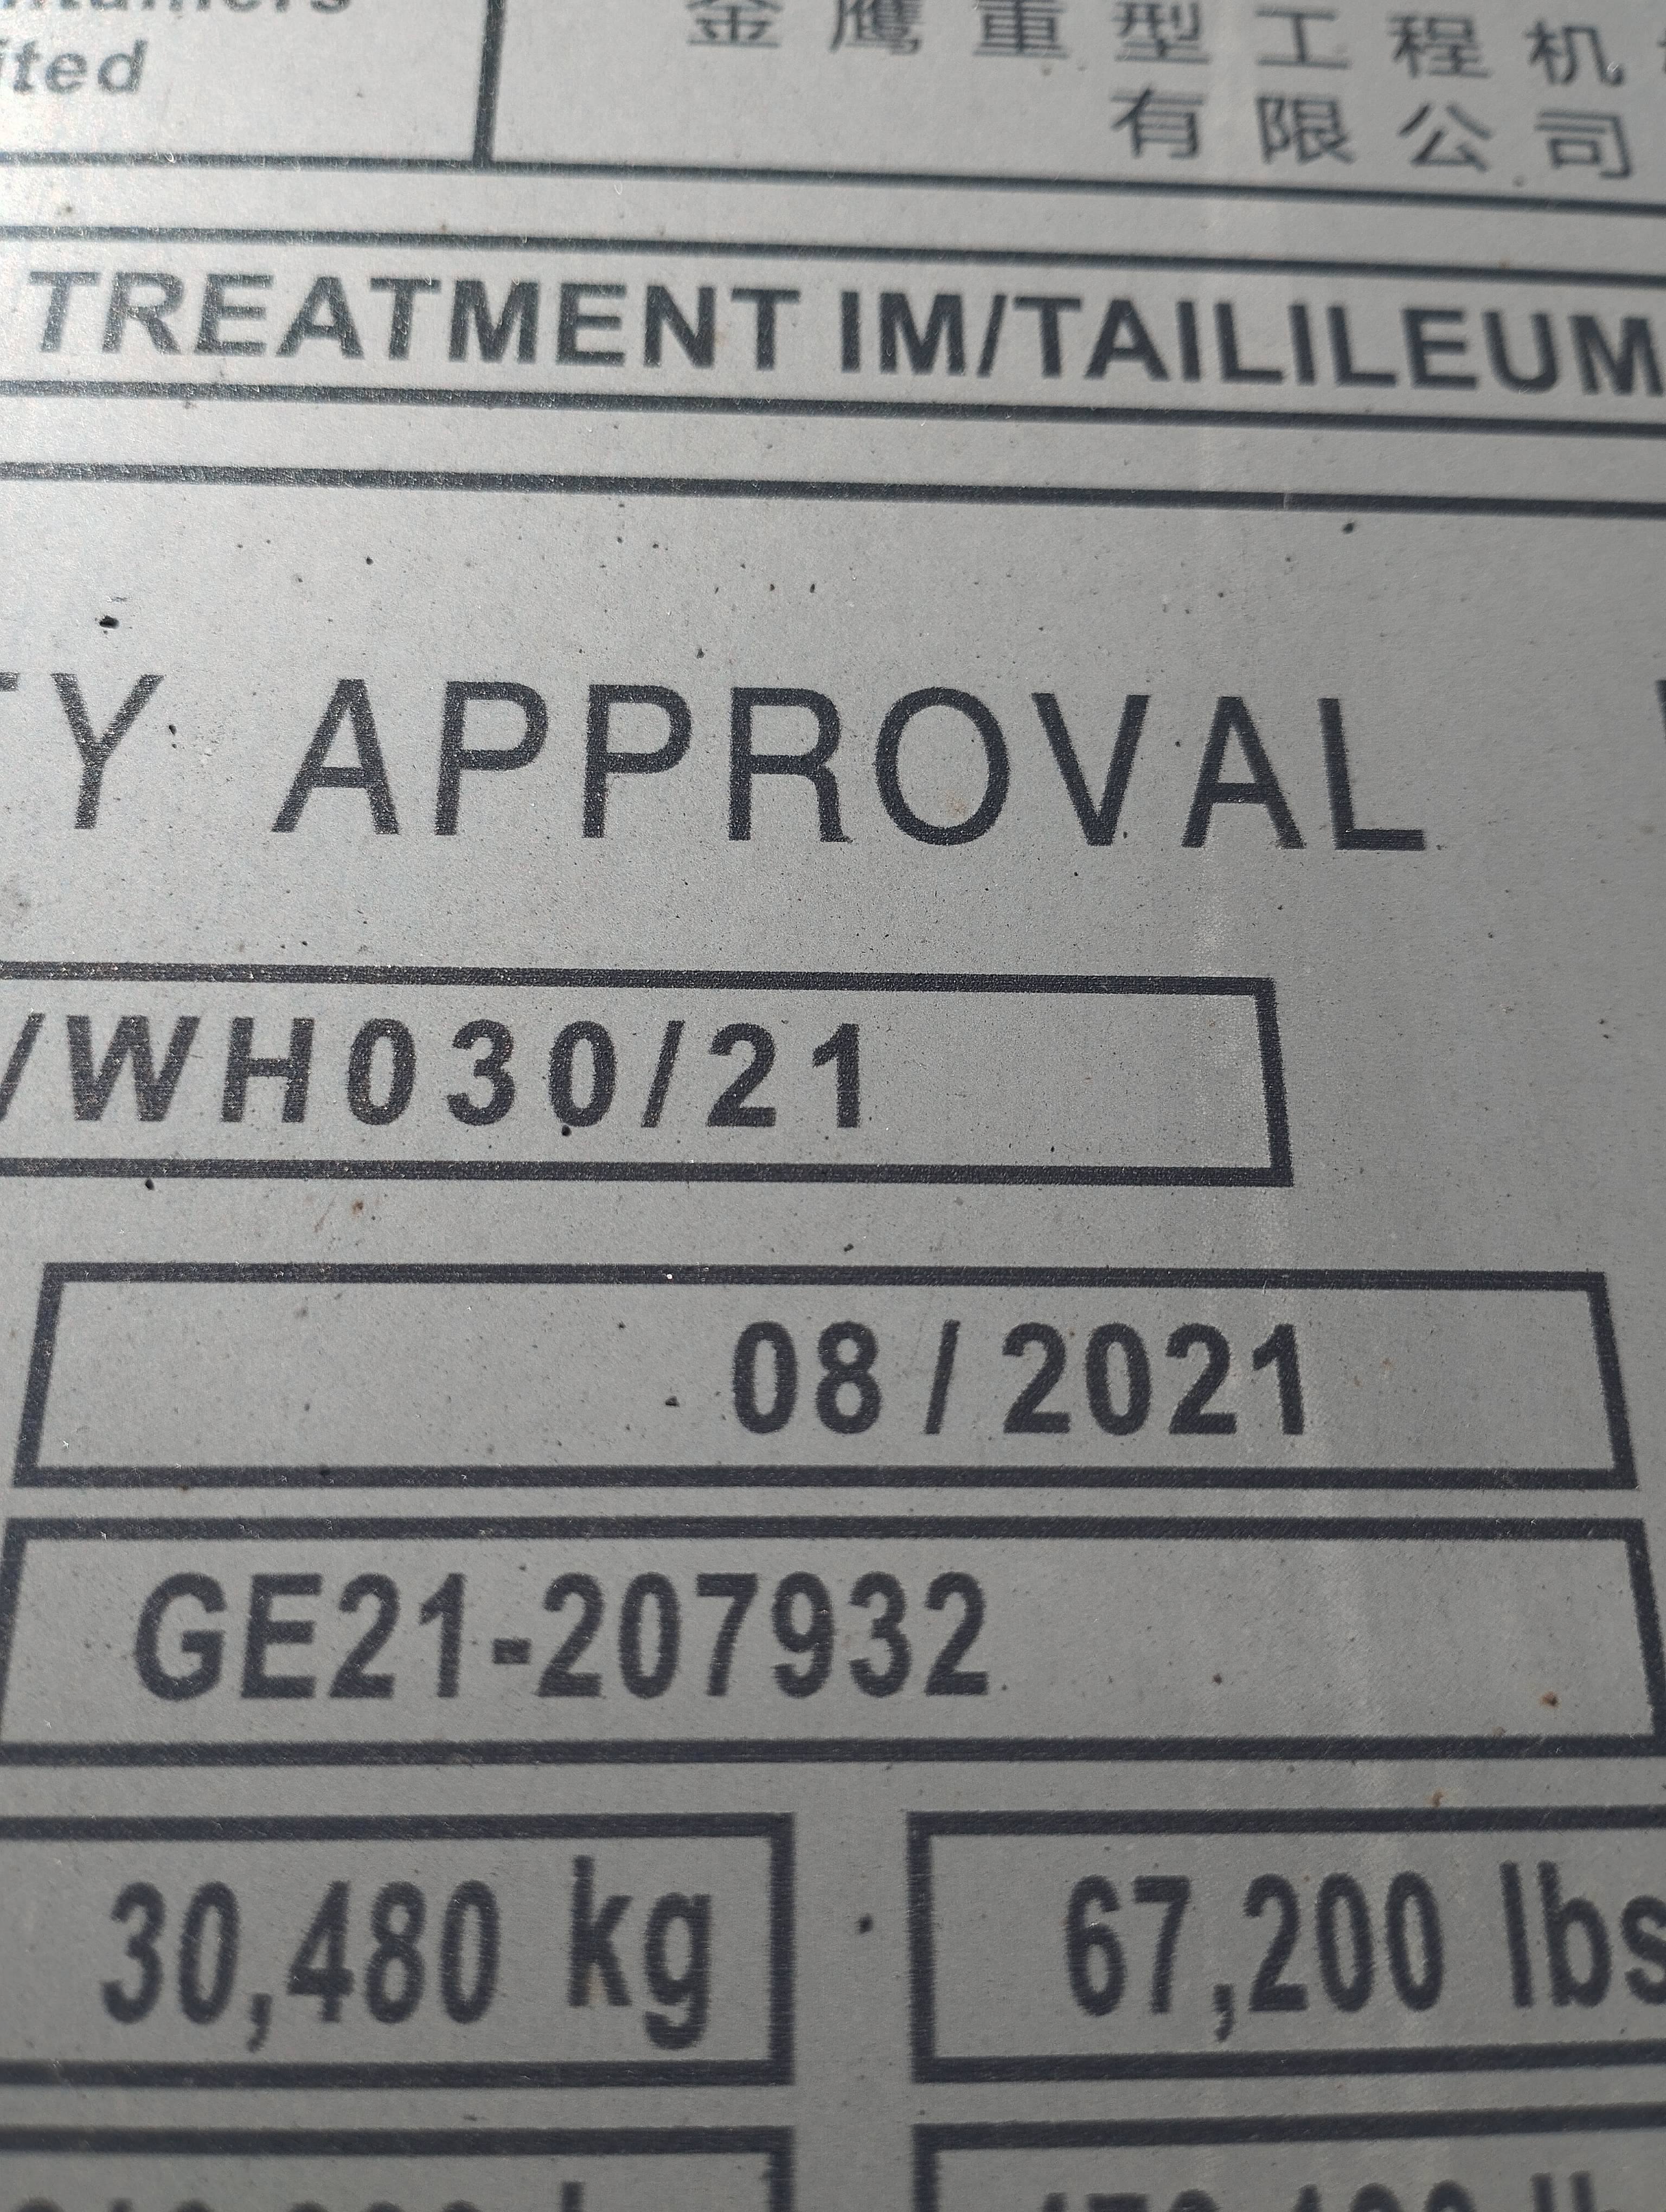 ited
金鹰重型工程机
有限公司
TREATMENT IM/TAILILEUM
TY APPROVAL
/WH030/21
08 / 2021
GE21-207932
30,480 kg
67,200 lbs